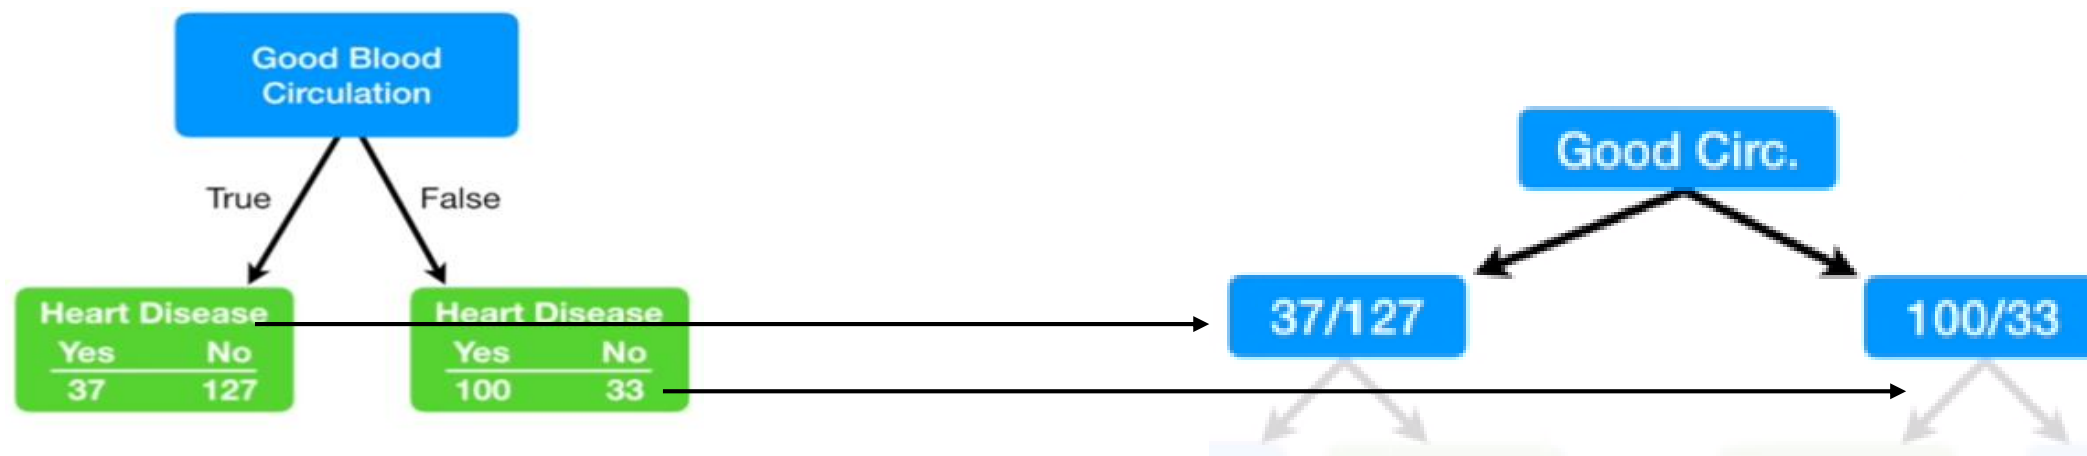 Good Blood
Circulation
True
False
Heart Disease
Yes No
37 127
Heart Disease
Yes No
100 33
Good Circ.
37/127
100/33